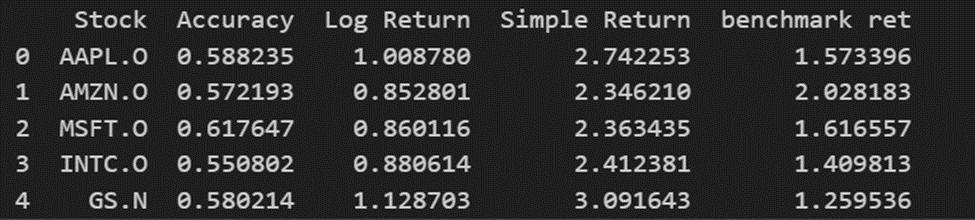 Stock Accuracy Log Return Simple Return benchmark ret
0 AAPL.O 0.588235 1.008780 2.742253 1.573396
1 AMZN.O 0.572193 0.852801 2.346210 2.028183
2 MSFT.O 0.617647 0.860116 2.363435 1.616557
3 INTC.O 0.550802 0.880614 2.412381 1.409813
4 GS.N 0.580214 1.128703 3.091643 1.259536